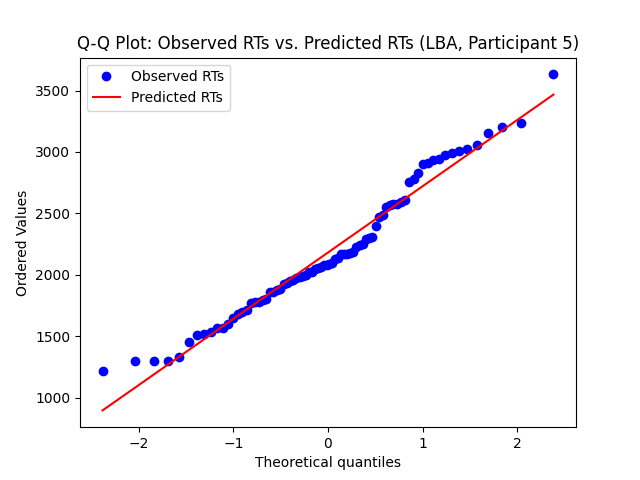 Q-Q Plot: Observed RTs vs. Predicted RTs (LBA, Participant 5)
Observed RTs
Predicted RTs
Ordered Values
3500
3000
2500
2000
1500
1000
−2
−1
0
1
2
Theoretical quantiles